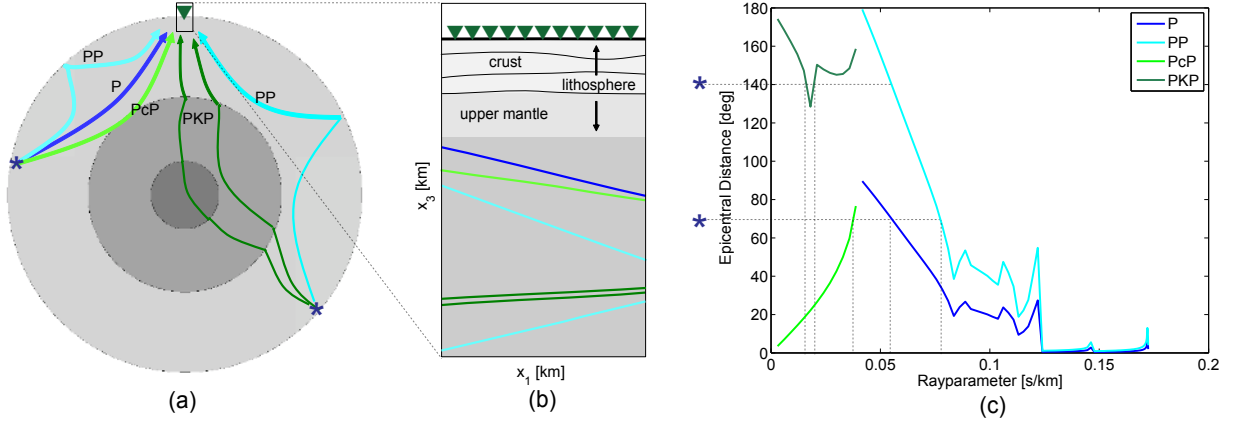 PP
P
PcP
PKP
PP
*
*
(a)
crust
lithosphere
upper mantle
x3 [km]
x1 [km]
(b)
180
160
140
120
100
80
60
40
20
0
*
*
Epicentral Distance [deg]
0
0.05
0.1
0.15
0.2
Rayparameter [s/km]
P
PP
PcP
PKP
(c)